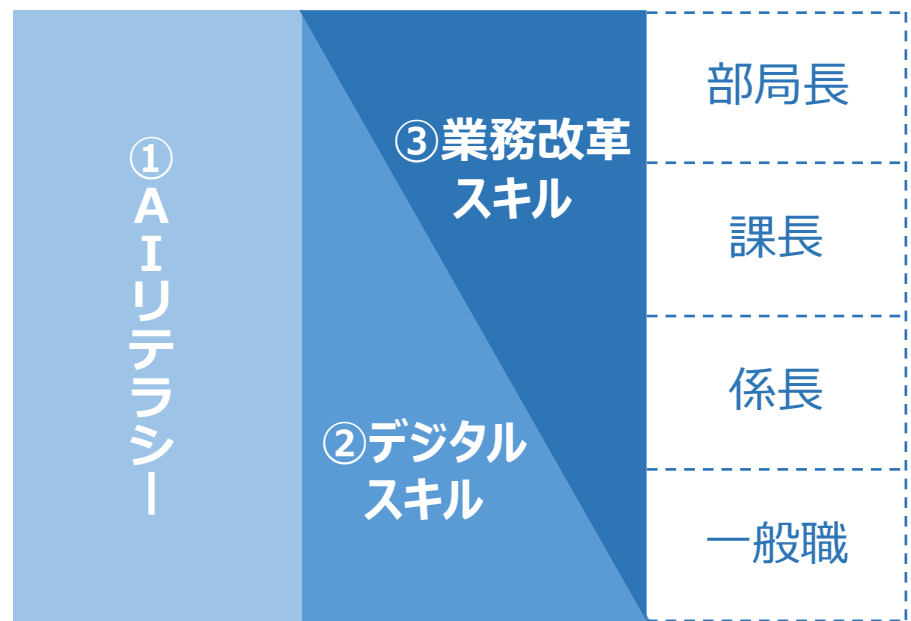 ①AIリテラシー
③業務改革
スキル
②デジタル
スキル
部局長
課長
係長
一般職